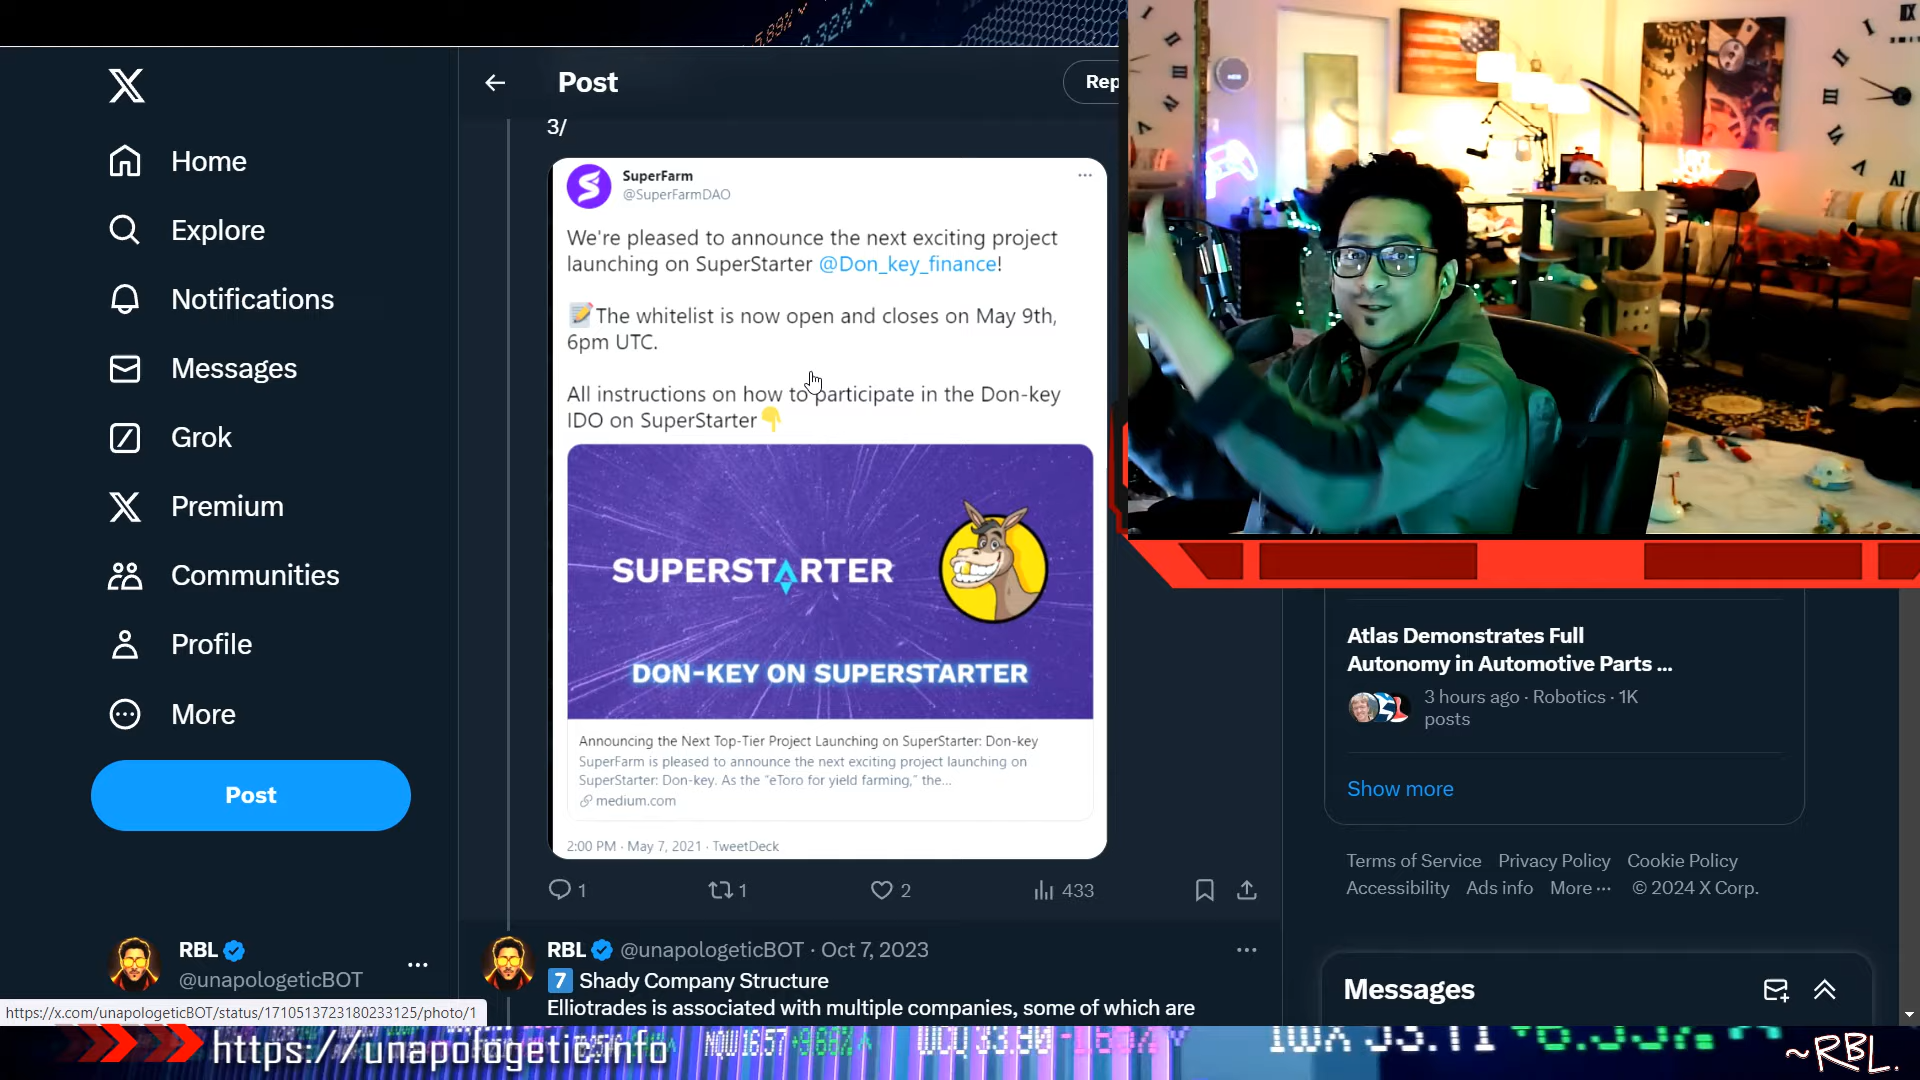 Post
Rep
3/
Home
Explore
Notifications
Messages
Grok
Premium
Communities
Profile
More
Post
RBL
@unapologeticBOT
SuperFarm
@SuperFarmDAO
We're pleased to announce the next exciting project
launching on SuperStarter @Don_key_finance!
📝The whitelist is now open and closes on May 9th,
6pm UTC.
All instructions on how to participate in the Don-key
IDO on SuperStarter👇
SUPERSTARTER
DON-KEY ON SUPERSTARTER
Announcing the Next Top-Tier Project Launching on SuperStarter: Don-key
SuperFarm is pleased to announce the next exciting project launching on
SuperStarter: Don-key. As the "eToro for yield farming," the...
medium.com
2:00 PM · May 7, 2021 · TweetDeck
1 1 2 433
RBL @unapologeticBOT · Oct 7, 2023
7 Shady Company Structure
Elliotrades is associated with multiple companies, some of which are
Atlas Demonstrates Full
Autonomy in Automotive Parts ...
3 hours ago · Robotics · 1K
posts
Show more
Terms of Service Privacy Policy Cookie Policy
Accessibility Ads info More ··· © 2024 X Corp.
Messages
https://x.com/unapologeticBOT/status/1710513723180233125/photo/1
https://unapologetic.info
~RBL.